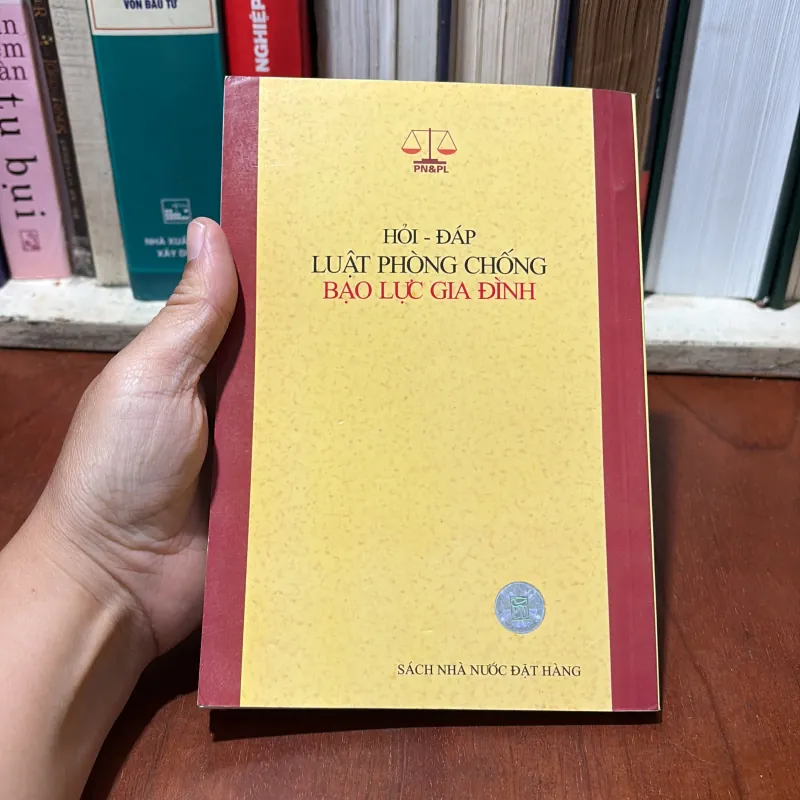 VỐN ĐẦU TƯ
NGHIỆP
tu bụi
NHÀ XUẤT
XÂY D
PN&PL
HỎI - ĐÁP
LUẬT PHÒNG CHỐNG
BẠO LỰC GIA ĐÌNH
SÁCH NHÀ NƯỚC ĐẶT HÀNG